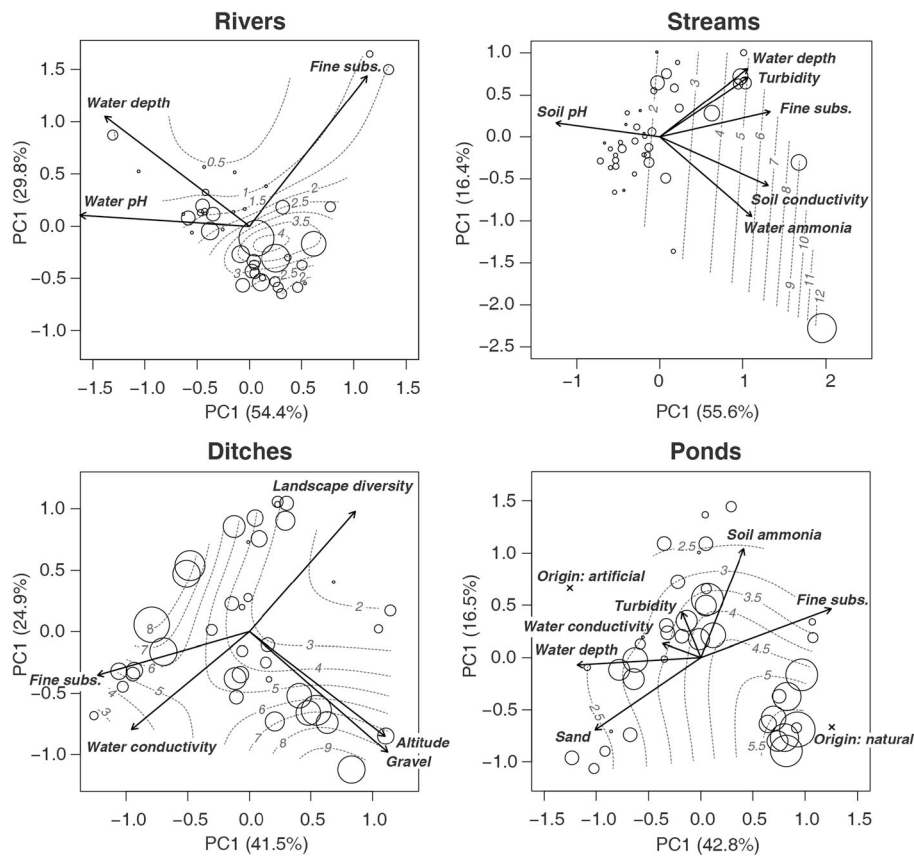 Rivers
Streams
1.5
1.0
0.5
0.0
−0.5
−1.0
PC1 (29.8%)
Fine subs.
Water depth
Water pH
0.5
1
1.5
2
2.5
3.5
4
3
2.5
2
−1.5 −1.0 −0.5 0.0 0.5 1.0 1.5
PC1 (54.4%)
1.0
0.0
−1.0
−2.0
−2.5
PC1 (16.4%)
Water depth
Turbidity
Fine subs.
Soil pH
Soil conductivity
Water ammonia
2
3
4
5
6
7
8
9
10
11
12
−1 0 1 2
PC1 (55.6%)
Ditches
Ponds
1.0
0.5
0.0
−0.5
−1.0
PC1 (24.9%)
Landscape diversity
Fine subs.
Water conductivity
Altitude
Gravel
8
7
6
5
4
3
2
3
4
5
5
6
7
8
9
−1.0 −0.5 0.0 0.5 1.0
PC1 (41.5%)
1.5
1.0
0.5
0.0
−0.5
−1.0
PC1 (16.5%)
Soil ammonia
Origin: artificial
Turbidity
Fine subs.
Water conductivity
Water depth
Sand
Origin: natural
2.5
3
3.5
4
4.5
5
5.5
2.5
−1.5 −1.0 −0.5 0.0 0.5 1.0 1.5
PC1 (42.8%)